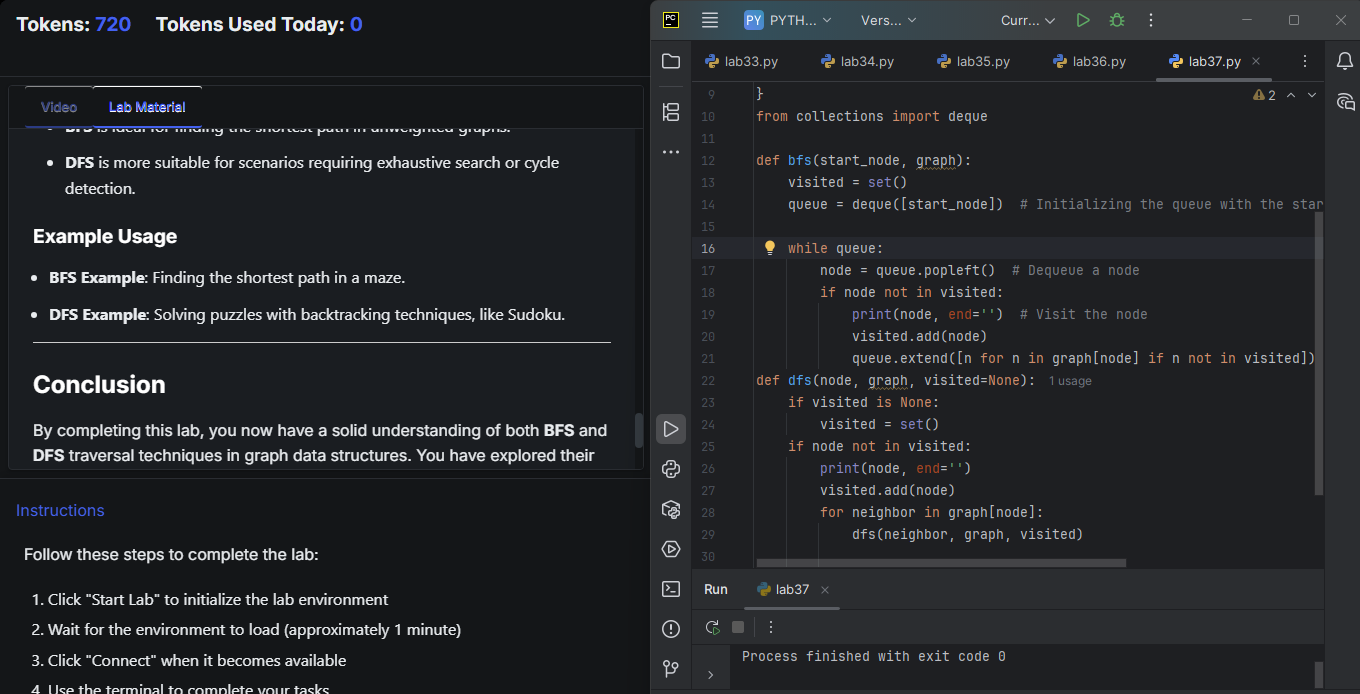 Tokens: 720 Tokens Used Today: 0
Video Lab Material
BFS is ideal for finding the shortest path in unweighted graphs.
DFS is more suitable for scenarios requiring exhaustive search or cycle
detection.
Example Usage
BFS Example: Finding the shortest path in a maze.
DFS Example: Solving puzzles with backtracking techniques, like Sudoku.
Conclusion
By completing this lab, you now have a solid understanding of both BFS and
DFS traversal techniques in graph data structures. You have explored their
Instructions
Follow these steps to complete the lab:
1. Click "Start Lab" to initialize the lab environment
2. Wait for the environment to load (approximately 1 minute)
3. Click "Connect" when it becomes available
4. Use the terminal to complete your tasks
PC PY PYTH... Vers... Curr...
lab33.py lab34.py lab35.py lab36.py lab37.py
9 } 2
10 from collections import deque
11
12 def bfs(start_node, graph):
13 visited = set()
14 queue = deque([start_node]) # Initializing the queue with the star
15
16 while queue:
17 node = queue.popleft() # Dequeue a node
18 if node not in visited:
19 print(node, end='') # Visit the node
20 visited.add(node)
21 queue.extend([n for n in graph[node] if n not in visited])
22 def dfs(node, graph, visited=None): 1 usage
23 if visited is None:
24 visited = set()
25 if node not in visited:
26 print(node, end='')
27 visited.add(node)
28 for neighbor in graph[node]:
29 dfs(neighbor, graph, visited)
30
Run lab37
Process finished with exit code 0